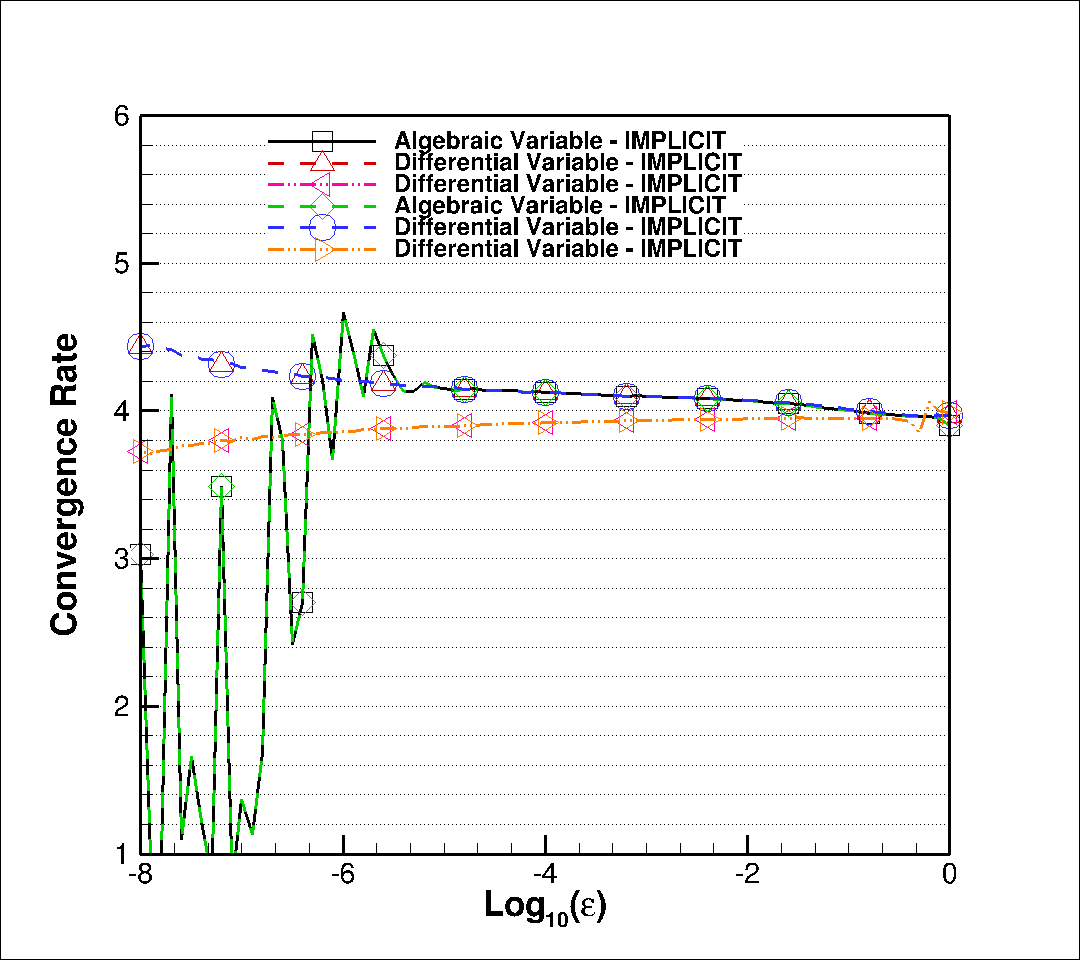 6
Algebraic Variable - IMPLICIT
Differential Variable - IMPLICIT
Differential Variable - IMPLICIT
Algebraic Variable - IMPLICIT
Differential Variable - IMPLICIT
Differential Variable - IMPLICIT
5
4
3
2
1
Convergence Rate
-8 -6 -4 -2 0
Log₁₀(ε)